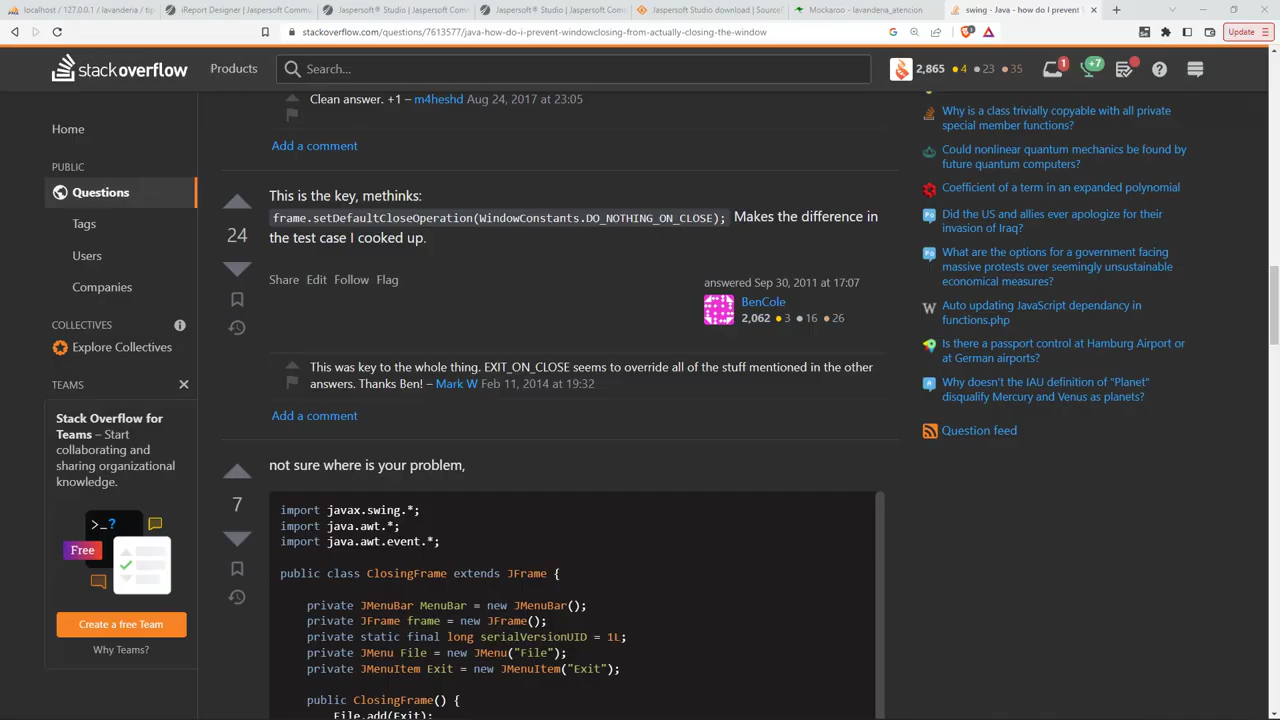 localhost / 127.0.0.1 / lavanderia / tip
iReport Designer | Jaspersoft Commu
Jaspersoft® Studio | Jaspersoft Comm
Jaspersoft® Studio | Jaspersoft Comm
Jaspersoft Studio download | SourceF
Mockaroo - lavandera_atencion
swing - Java - how do I prevent
stackoverflow.com/questions/7613577/java-how-do-i-prevent-windowclosing-from-actually-closing-the-window
Update
stackoverflow
Products
Search...
2,865 4 23 35
1
+7
Home
PUBLIC
Questions
Tags
Users
Companies
COLLECTIVES
Explore Collectives
TEAMS
Stack Overflow for
Teams – Start
collaborating and
sharing organizational
knowledge.
>_?
Free
Create a free Team
Why Teams?
Clean answer. +1 – m4heshd Aug 24, 2017 at 23:05
Add a comment
24
This is the key, methinks:
frame.setDefaultCloseOperation(WindowConstants.DO_NOTHING_ON_CLOSE); Makes the difference in
the test case I cooked up.
Share Edit Follow Flag
answered Sep 30, 2011 at 17:07
BenCole
2,062 3 16 26
This was key to the whole thing. EXIT_ON_CLOSE seems to override all of the stuff mentioned in the other
answers. Thanks Ben! – Mark W Feb 11, 2014 at 19:32
Add a comment
7
not sure where is your problem,
import javax.swing.*;
import java.awt.*;
import java.awt.event.*;
public class ClosingFrame extends JFrame {
private JMenuBar MenuBar = new JMenuBar();
private JFrame frame = new JFrame();
private static final long serialVersionUID = 1L;
private JMenu File = new JMenu("File");
private JMenuItem Exit = new JMenuItem("Exit");
public ClosingFrame() {
File.add(Exit);
Why is a class trivially copyable with all private
special member functions?
Could nonlinear quantum mechanics be found by
future quantum computers?
Coefficient of a term in an expanded polynomial
Did the US and allies ever apologize for their
invasion of Iraq?
What are the options for a government facing
massive protests over seemingly unsustainable
economical measures?
Auto updating JavaScript dependancy in
functions.php
Is there a passport control at Hamburg Airport or
at German airports?
Why doesn't the IAU definition of "Planet"
disqualify Mercury and Venus as planets?
Question feed